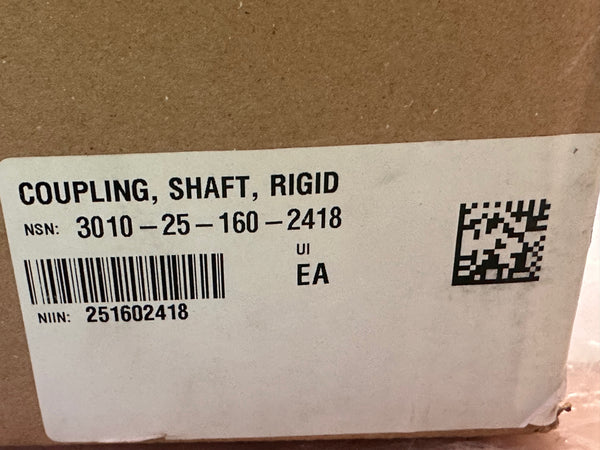 COUPLING, SHAFT, RIGID
NSN: 3010-25-160-2418
UI
EA
NIIN: 251602418